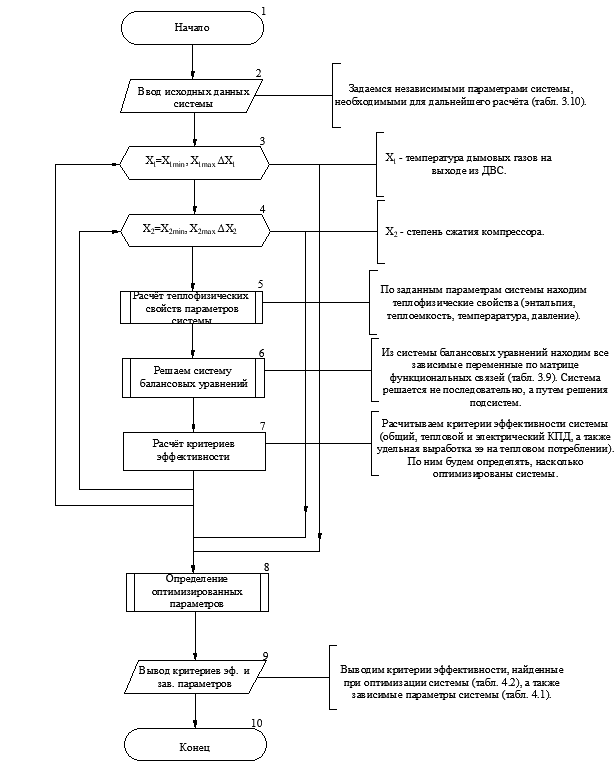 1
Начало
2
Ввод исходных данных
системы
Задаемся независимыми параметрами системы,
необходимыми для дальнейшего расчёта (табл. 3.10).
3
X1=X1min, X1max ΔX1
X1 - температура дымовых газов на
выходе из ДВС.
4
X2=X2min, X2max ΔX2
X2 - степень сжатия компрессора.
5
Расчёт теплофизических
свойств параметров
системы
По заданным параметрам системы находим
теплофизические свойства (энтальпия,
теплоемкость, темпераратура, давление).
6
Решаем систему
балансовых уравнений
Из системы балансовых уравнений находим все
зависимые переменные по матрице
функциональных связей (табл. 3.9). Система
решается не последовательно, а путем решения
подсистем.
7
Расчёт критериев
эффективности
Расчитываем критерии эффективности системы
(общий, тепловой и электрический КПД, а также
удельная выработка ээ на тепловом потреблении).
По ним будем определять, насколько
оптимизированы системы.
8
Определение
оптимизированных
параметров
9
Вывод критериев эф. и
зав. параметров
Выводим критерии эффективности, найденные
при оптимизации системы (табл. 4.2), а также
зависимые параметры системы (табл. 4.1).
10
Конец